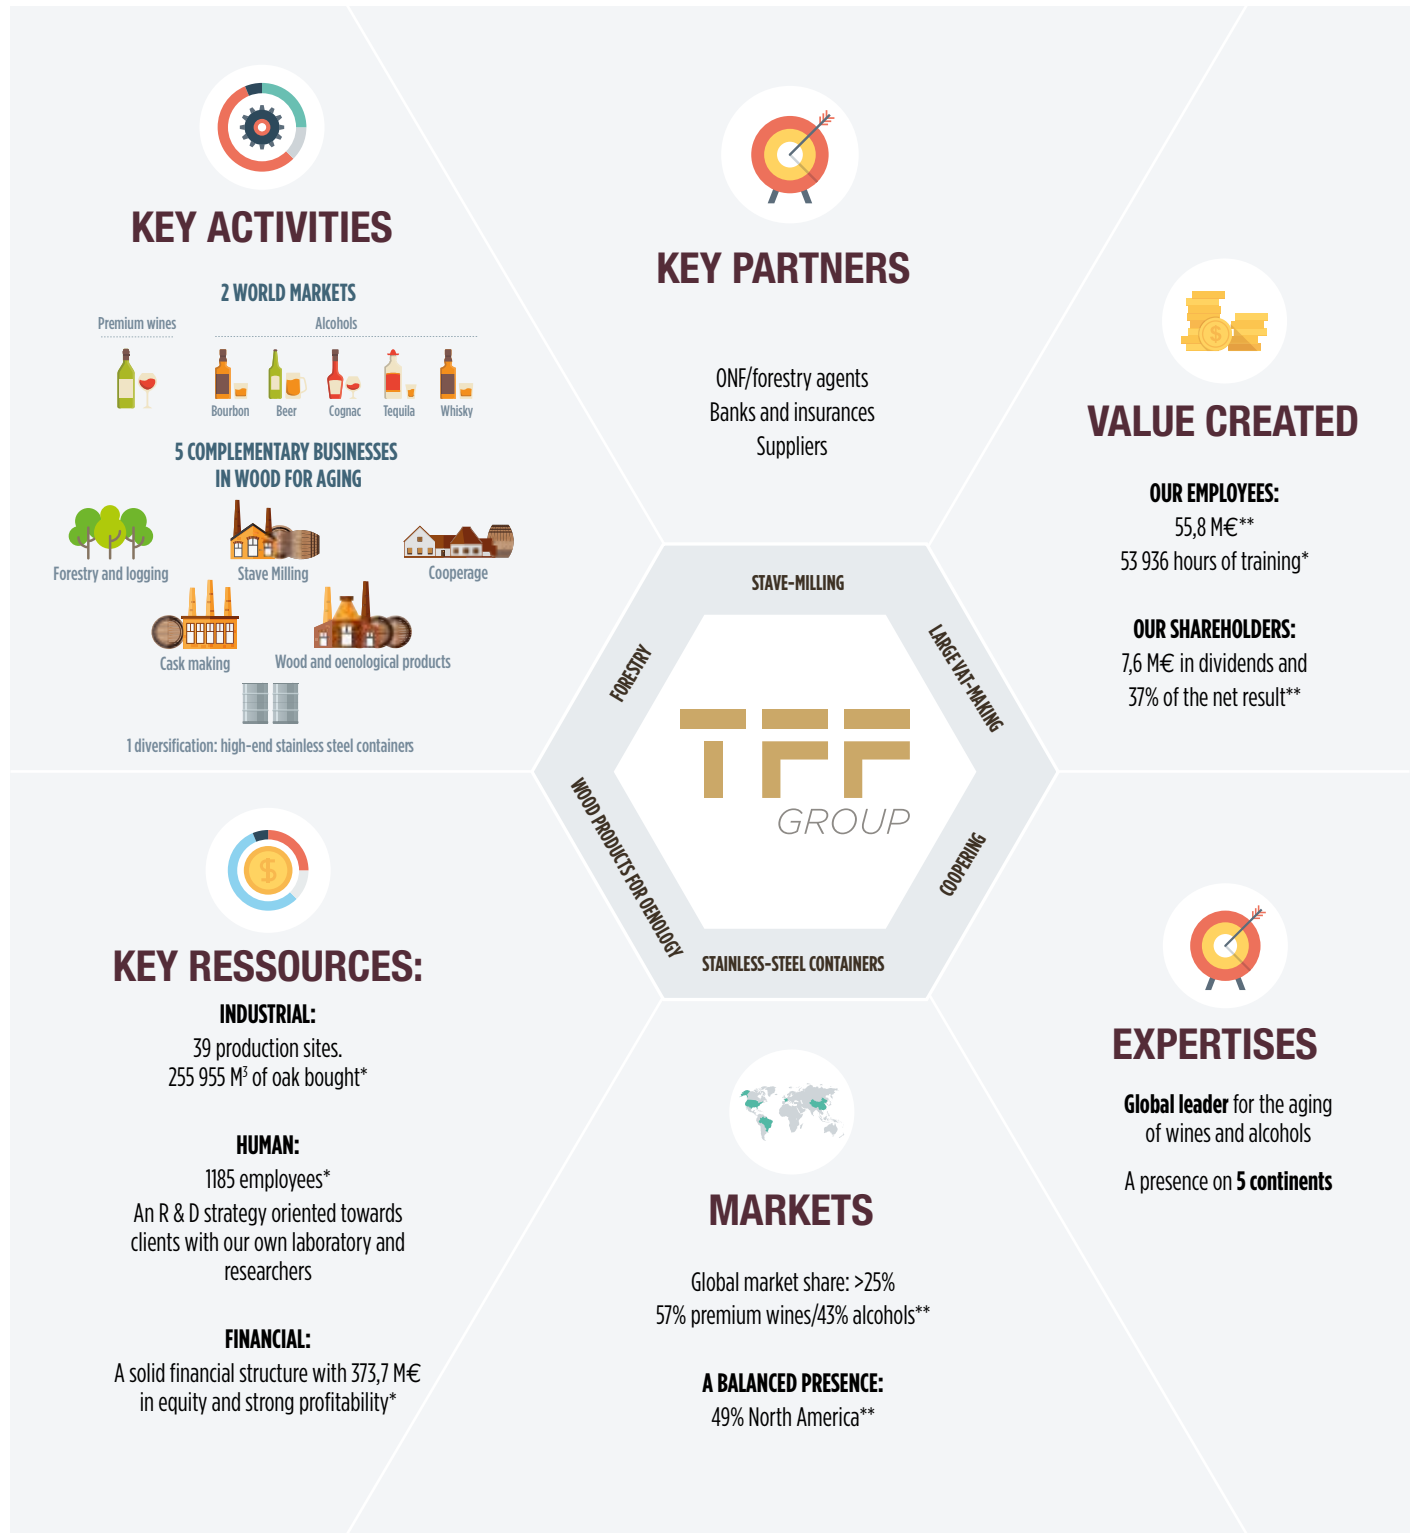 KEY ACTIVITIES
2 WORLD MARKETS
Premium wines
Alcohols
Bourbon
Beer
Cognac
Tequila
Whisky
5 COMPLEMENTARY BUSINESSES
IN WOOD FOR AGING
Forestry and logging
Stave Milling
Cooperage
Cask making
Wood and oenological products
1 diversification: high-end stainless steel containers
KEY PARTNERS
ONF/forestry agents
Banks and insurances
Suppliers
VALUE CREATED
OUR EMPLOYEES:
55,8 M€**
53 936 hours of training*
OUR SHAREHOLDERS:
7,6 M€ in dividends and
37% of the net result**
STAVE-MILLING
LARGE VAT-MAKING
COOPERING
STAINLESS-STEEL CONTAINERS
WOOD PRODUCTS FOR OENOLOGY
FORESTRY
TFF
GROUP
KEY RESSOURCES:
INDUSTRIAL:
39 production sites.
255 955 M³ of oak bought*
HUMAN:
1185 employees*
An R & D strategy oriented towards
clients with our own laboratory and
researchers
FINANCIAL:
A solid financial structure with 373,7 M€
in equity and strong profitability*
MARKETS
Global market share: >25%
57% premium wines/43% alcohols**
A BALANCED PRESENCE:
49% North America**
EXPERTISES
Global leader for the aging
of wines and alcohols
A presence on 5 continents